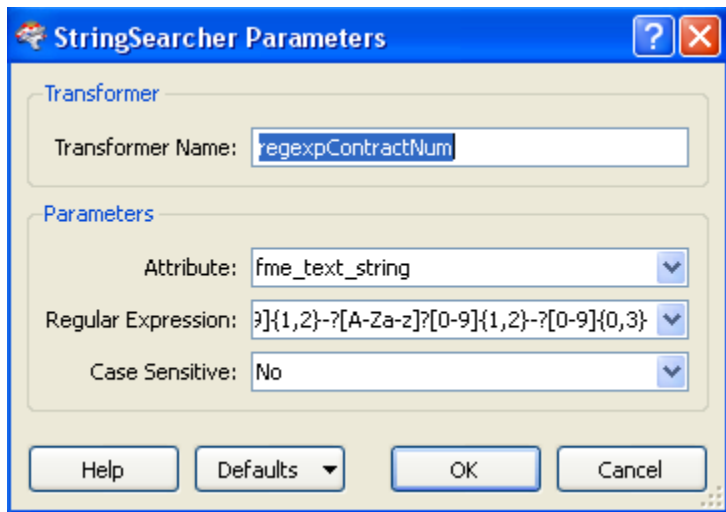 StringSearcher Parameters
Transformer
Transformer Name: regexpContractNum
Parameters
Attribute: fme_text_string
Regular Expression: 9]{1,2}-?[A-Za-z]?[0-9]{1,2}-?[0-9]{0,3}
Case Sensitive: No
Help Defaults OK Cancel